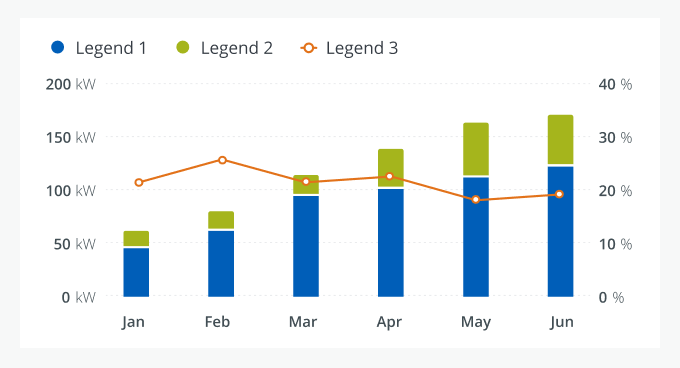 Legend 1 Legend 2 Legend 3
200 kW 40 %
150 kW 30 %
100 kW 20 %
50 kW 10 %
0 kW 0 %
Jan Feb Mar Apr May Jun